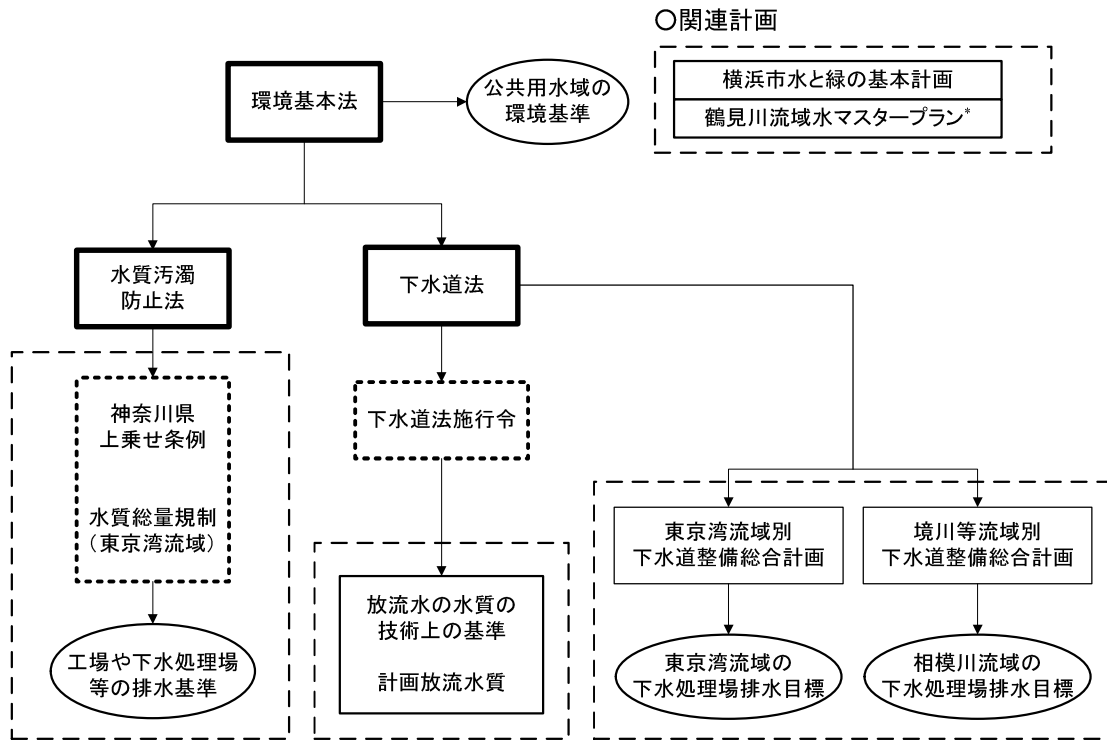 ○関連計画
環境基本法
公共用水域の
環境基準
横浜市水と緑の基本計画
鶴見川流域水マスタープラン*
水質汚濁
防止法
下水道法
神奈川県
上乗せ条例
水質総量規制
（東京湾流域）
下水道法施行令
工場や下水処理場
等の排水基準
放流水の水質の
技術上の基準
計画放流水質
東京湾流域別
下水道整備総合計画
境川等流域別
下水道整備総合計画
東京湾流域の
下水処理場排水目標
相模川流域の
下水処理場排水目標